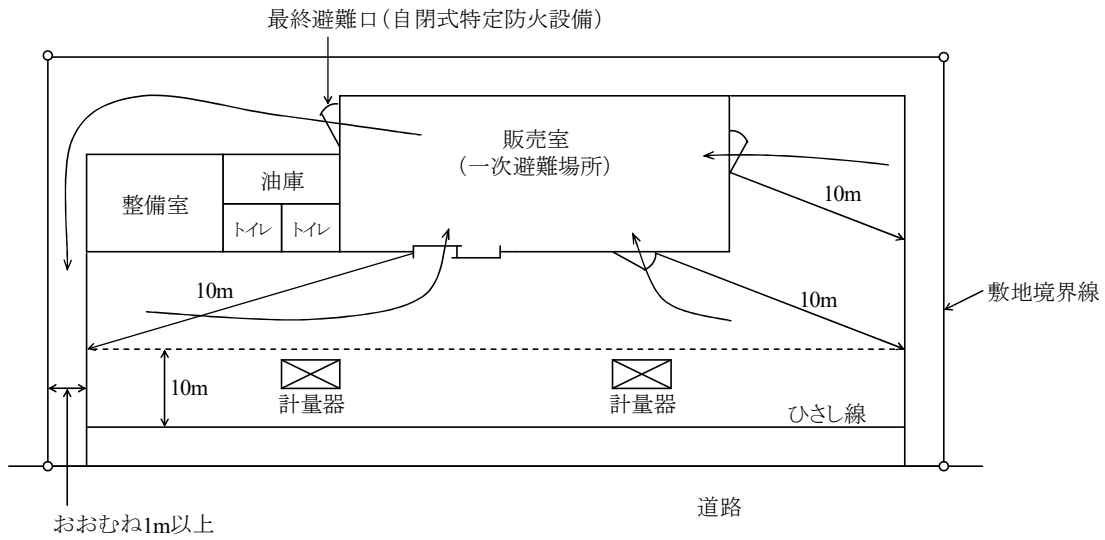 最終避難口（自閉式特定防火設備）
販売室
（一次避難場所）
油庫
整備室
トイレ
トイレ
10m
10m
10m
敷地境界線
10m
計量器
計量器
ひさし線
道路
おおむね1m以上